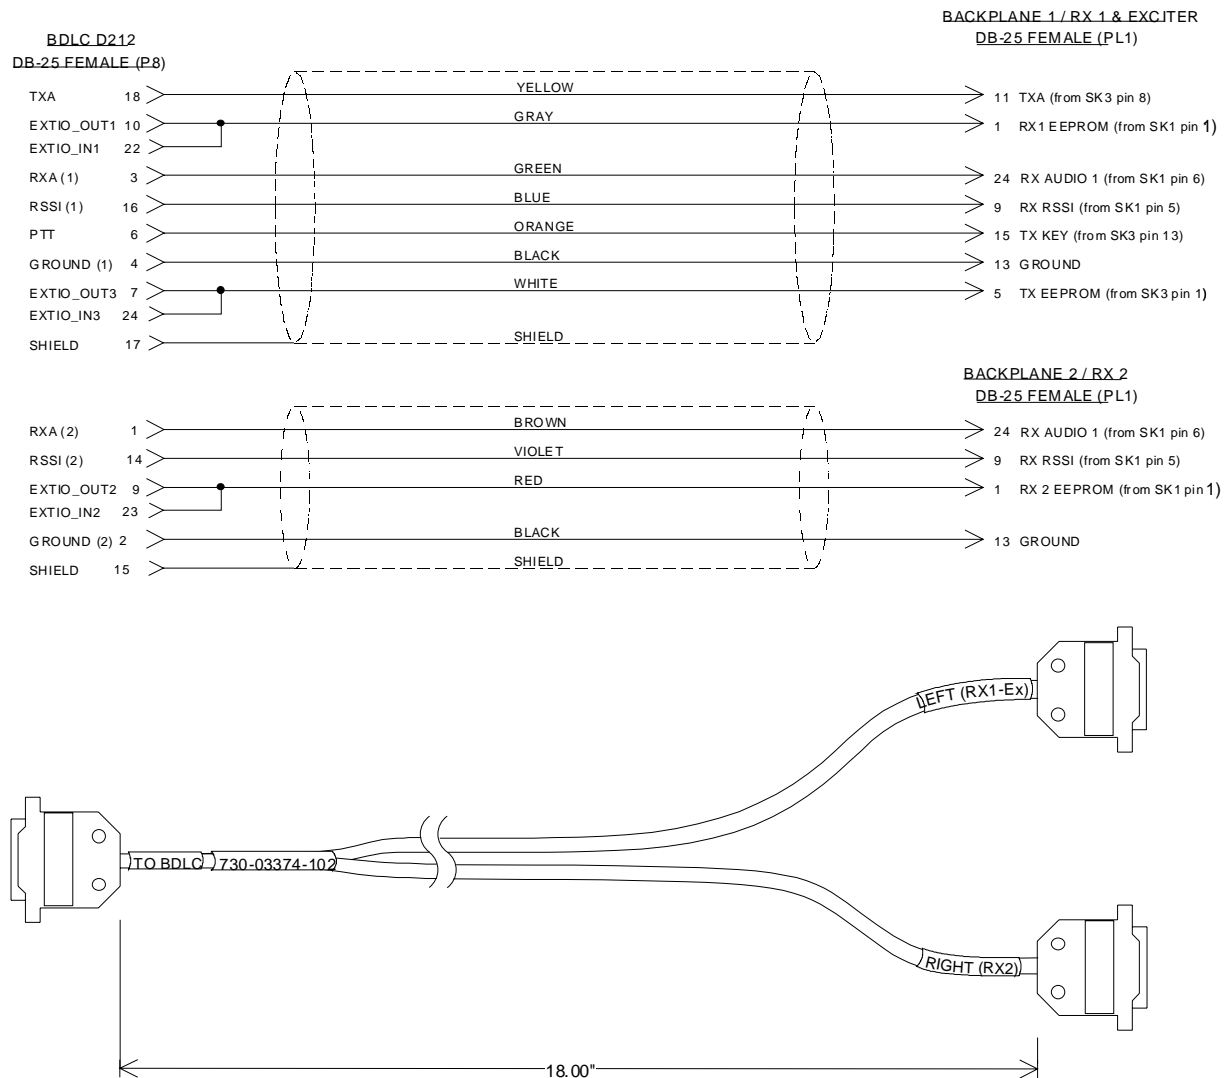 BACKPLANE 1 / RX 1 & EXCITER
BDLC D212
DB-25 FEMALE (PL1)
DB-25 FEMALE (P8)
TXA 18 YELLOW 11 TXA (from SK3 pin 8)
EXTIO_OUT1 10 GRAY 1 RX1 EEPROM (from SK1 pin 1)
EXTIO_IN1 22
RXA (1) 3 GREEN 24 RX AUDIO 1 (from SK1 pin 6)
RSSI (1) 16 BLUE 9 RX RSSI (from SK1 pin 5)
PTT 6 ORANGE 15 TX KEY (from SK3 pin 13)
GROUND (1) 4 BLACK 13 GROUND
EXTIO_OUT3 7 WHITE 5 TX EEPROM (from SK3 pin 1)
EXTIO_IN3 24
SHIELD 17 SHIELD
BACKPLANE 2 / RX 2
DB-25 FEMALE (PL1)
RXA (2) 1 BROWN 24 RX AUDIO 1 (from SK1 pin 6)
RSSI (2) 14 VIOLET 9 RX RSSI (from SK1 pin 5)
EXTIO_OUT2 9 RED 1 RX 2 EEPROM (from SK1 pin 1)
EXTIO_IN2 23
GROUND (2) 2 BLACK 13 GROUND
SHIELD 15 SHIELD
LEFT (RX1-Ex)
TO BDLC 730-03374-102
RIGHT (RX2)
18.00"